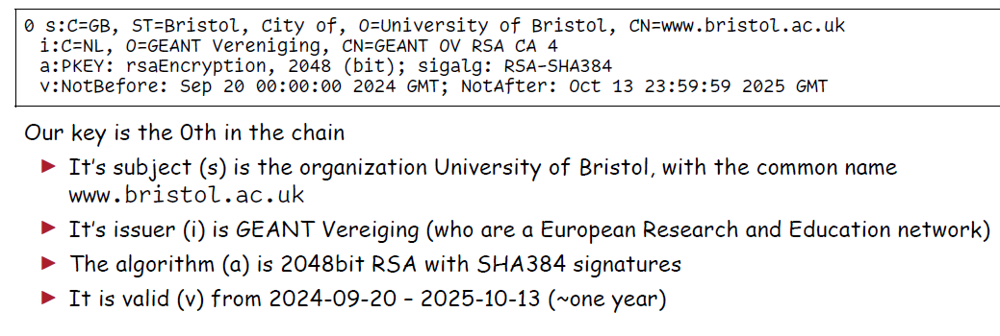 0 s:C=GB, ST=Bristol, City of, O=University of Bristol, CN=www.bristol.ac.uk
i:C=NL, O=GEANT Vereniging, CN=GEANT OV RSA CA 4
a:PKEY: rsaEncryption, 2048 (bit); sigalg: RSA-SHA384
v:NotBefore: Sep 20 00:00:00 2024 GMT; NotAfter: Oct 13 23:59:59 2025 GMT
Our key is the 0th in the chain
► It's subject (s) is the organization University of Bristol, with the common name
www.bristol.ac.uk
► It's issuer (i) is GEANT Vereiging (who are a European Research and Education network)
► The algorithm (a) is 2048bit RSA with SHA384 signatures
► It is valid (v) from 2024-09-20 – 2025-10-13 (~one year)